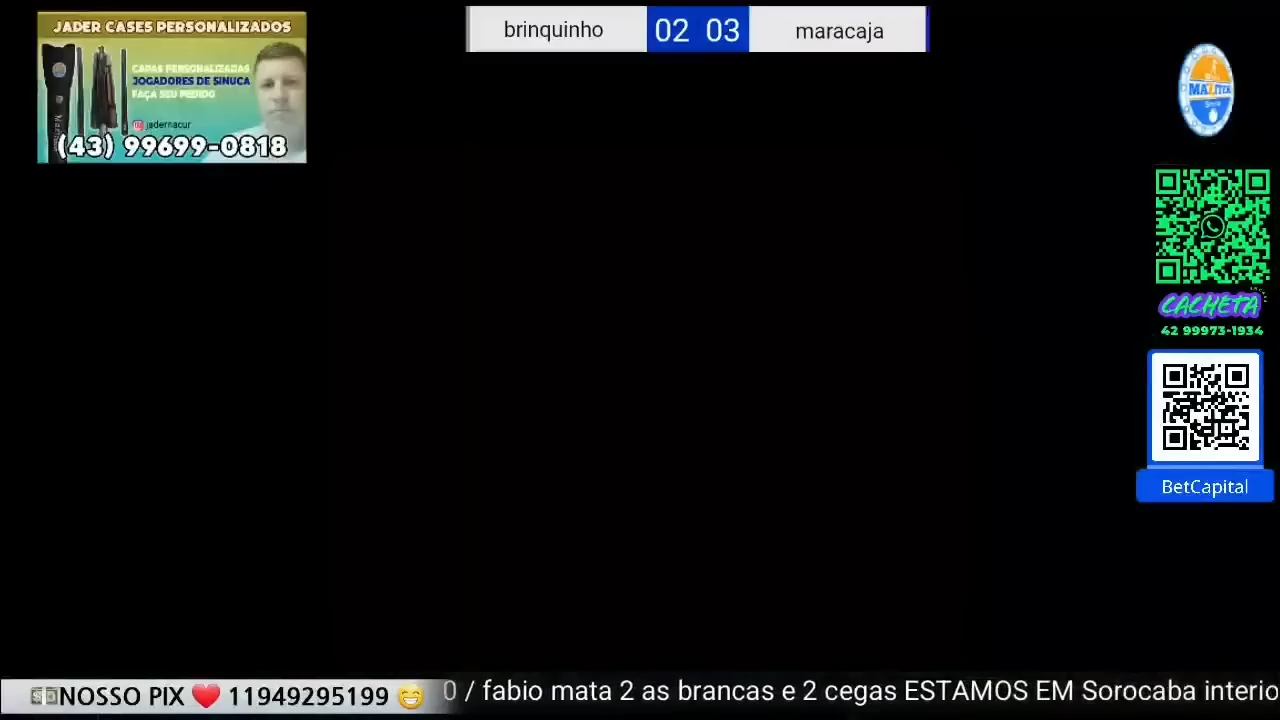 JADER CASES PERSONALIZADOS
CAPAS PERSONALIZADAS
JOGADORES DE SINUCA
FAÇA SEU PEDIDO
jadernacur
(43) 99699-0818
brinquinho 02 03 maracaja
MAZITEK
CACHETA
42 99973-1934
BetCapital
NOSSO PIX ❤️ 11949295199 😁 0 / fabio mata 2 as brancas e 2 cegas ESTAMOS EM Sorocaba interio